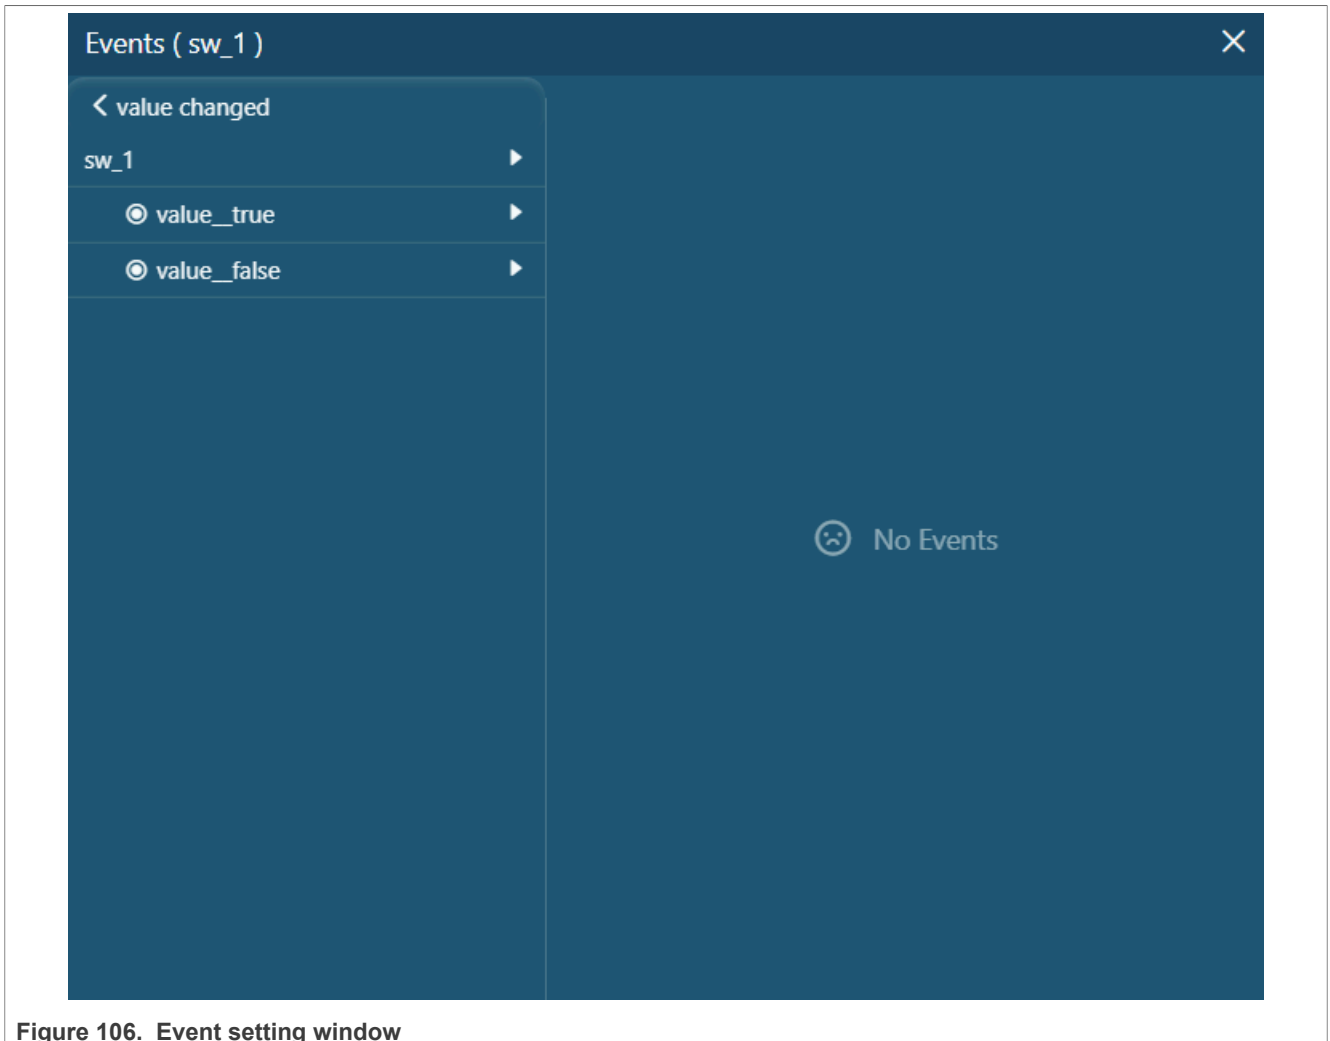 Events ( sw_1 )
value changed
sw_1
value__true
value__false
No Events
Figure 106. Event setting window